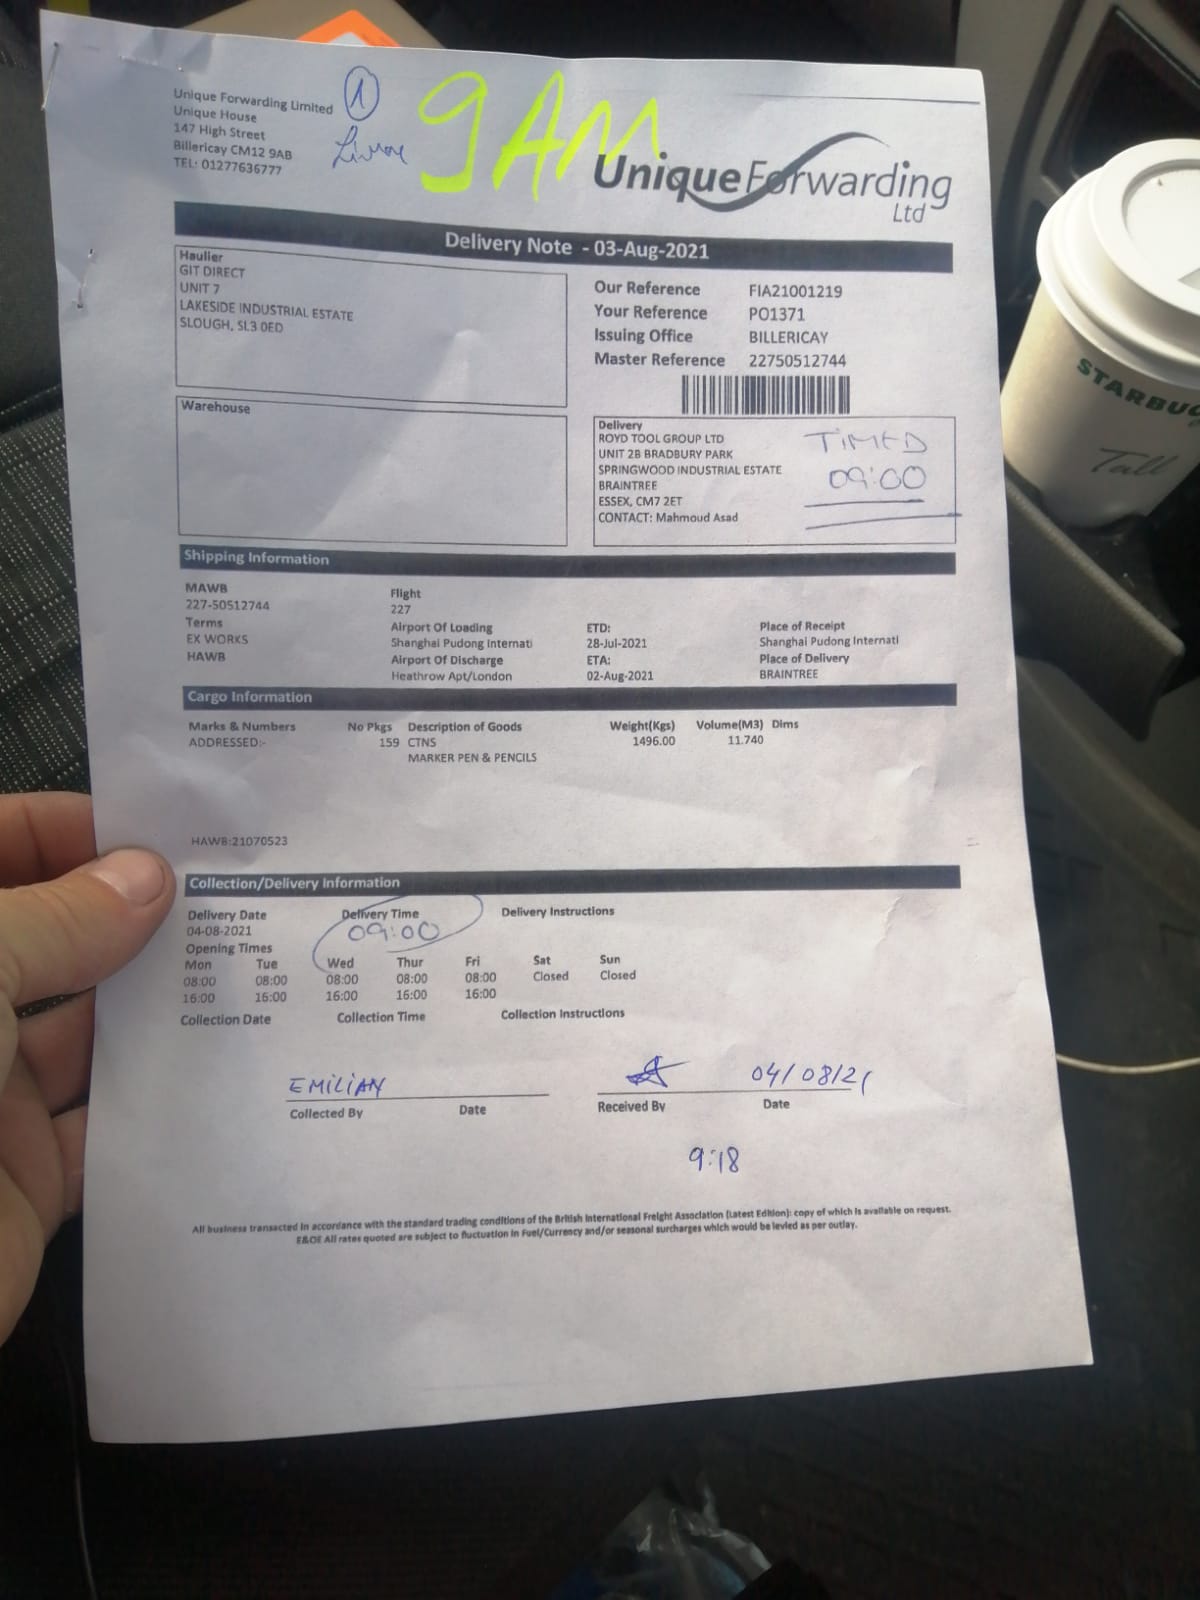 Unique Forwarding Limited
Unique House
147 High Street
Billericay CM12 9AB
TEL: 01277636777
1
9AM
UniqueForwarding
Ltd
Delivery Note - 03-Aug-2021
Haulier
GIT DIRECT
UNIT 7
LAKESIDE INDUSTRIAL ESTATE
SLOUGH, SL3 0ED
Our Reference FIA21001219
Your Reference PO1371
Issuing Office BILLERICAY
Master Reference 22750512744
Warehouse
Delivery
ROYD TOOL GROUP LTD
UNIT 2B BRADBURY PARK
SPRINGWOOD INDUSTRIAL ESTATE
BRAINTREE
ESSEX, CM7 2ET
CONTACT: Mahmoud Asad
TIMED
09:00
Shipping Information
MAWB Flight
227-50512744 227
Terms Airport Of Loading ETD: Place of Receipt
EX WORKS Shanghai Pudong Internati 28-Jul-2021 Shanghai Pudong Internati
HAWB Airport Of Discharge ETA: Place of Delivery
Heathrow Apt/London 02-Aug-2021 BRAINTREE
Cargo Information
Marks & Numbers No Pkgs Description of Goods Weight(Kgs) Volume(M3) Dims
ADDRESSED:- 159 CTNS 1496.00 11.740
MARKER PEN & PENCILS
HAWB:21070523
Collection/Delivery Information
Delivery Date Delivery Time Delivery Instructions
04-08-2021 09:00
Opening Times
Mon Tue Wed Thur Fri Sat Sun
08:00 08:00 08:00 08:00 08:00 Closed Closed
16:00 16:00 16:00 16:00 16:00
Collection Date Collection Time Collection Instructions
EMILIAN 04/08/21
Collected By Date Received By Date
9:18
All business transacted in accordance with the standard trading conditions of the British International Freight Association (Latest Edition): copy of which is available on request.
E&OE All rates quoted are subject to fluctuation in Fuel/Currency and/or seasonal surcharges which would be levied as per outlay.
STARBUC
Tall